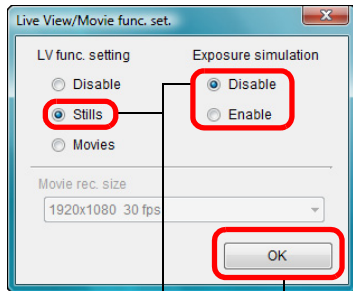 Live View/Movie func. set.
LV func. setting Exposure simulation
Disable Disable
Stills Enable
Movies
Movie rec. size
1920x1080 30 fps
OK